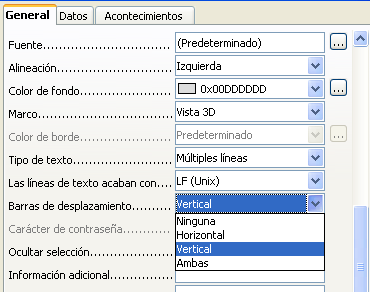 General Datos Acontecimientos
Fuente............................ (Predeterminado) ...
Alineación........................ Izquierda
Color de fondo.................... 0x00DDDDDD ...
Marco............................. Vista 3D
Color de borde.................... Predeterminado ...
Tipo de texto..................... Múltiples líneas
Las líneas de texto acaban con.... LF (Unix)
Barras de desplazamiento.......... Vertical
Ninguna
Carácter de contraseña............ Horizontal
Vertical
Ocultar selección................. Ambas
Información adicional.............